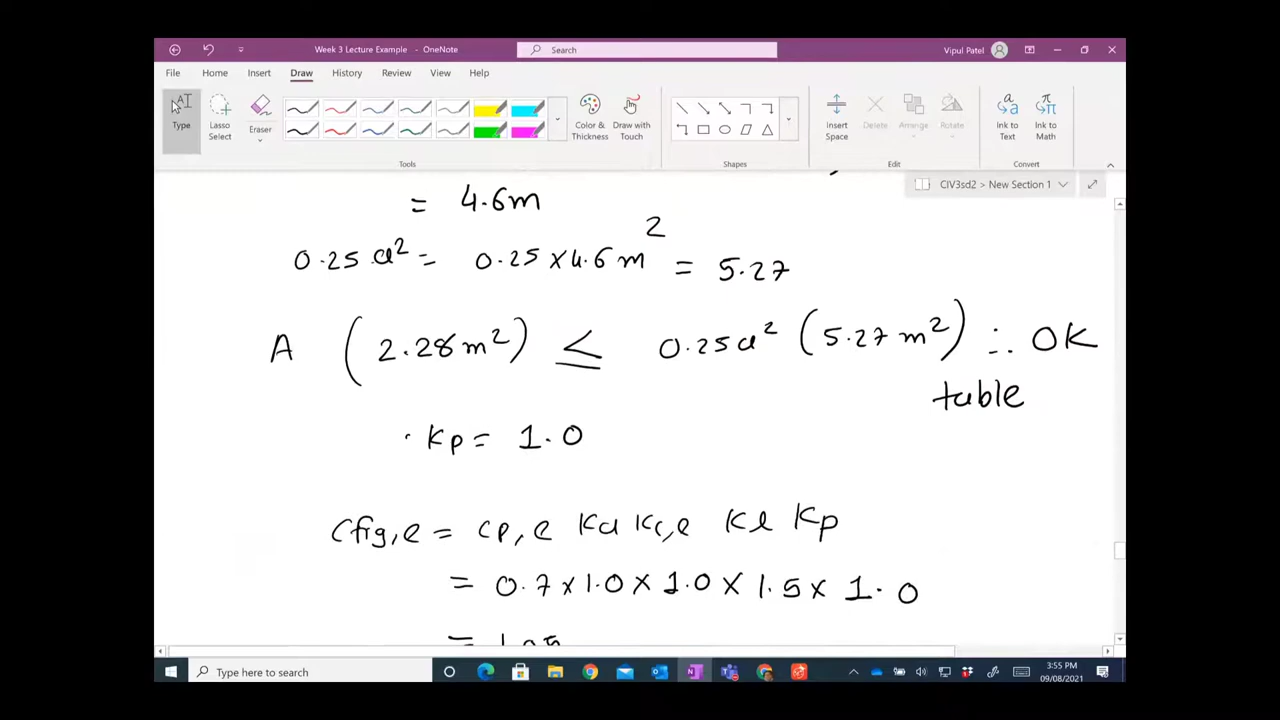 Week 3 Lecture Example - OneNote
Search
Vipul Patel
File Home Insert Draw History Review View Help
Type
Lasso Select
Eraser
Color & Thickness
Draw with Touch
Insert Space
Delete
Arrange
Rotate
Ink to Text
Ink to Math
Tools
Shapes
Edit
Convert
CIV3sd2 > New Section 1
= 4.6m
0.25 a² = 0.25 x 4.6 m² = 5.27
A (2.28m²) ≤ 0.25a² (5.27 m²) ∴ OK
table
Kp = 1.0
Cfig,e = Cp,e Ka Kc,e Kl Kp
= 0.7 x 1.0 x 1.0 x 1.5 x 1.0
Type here to search
3:55 PM
09/08/2021